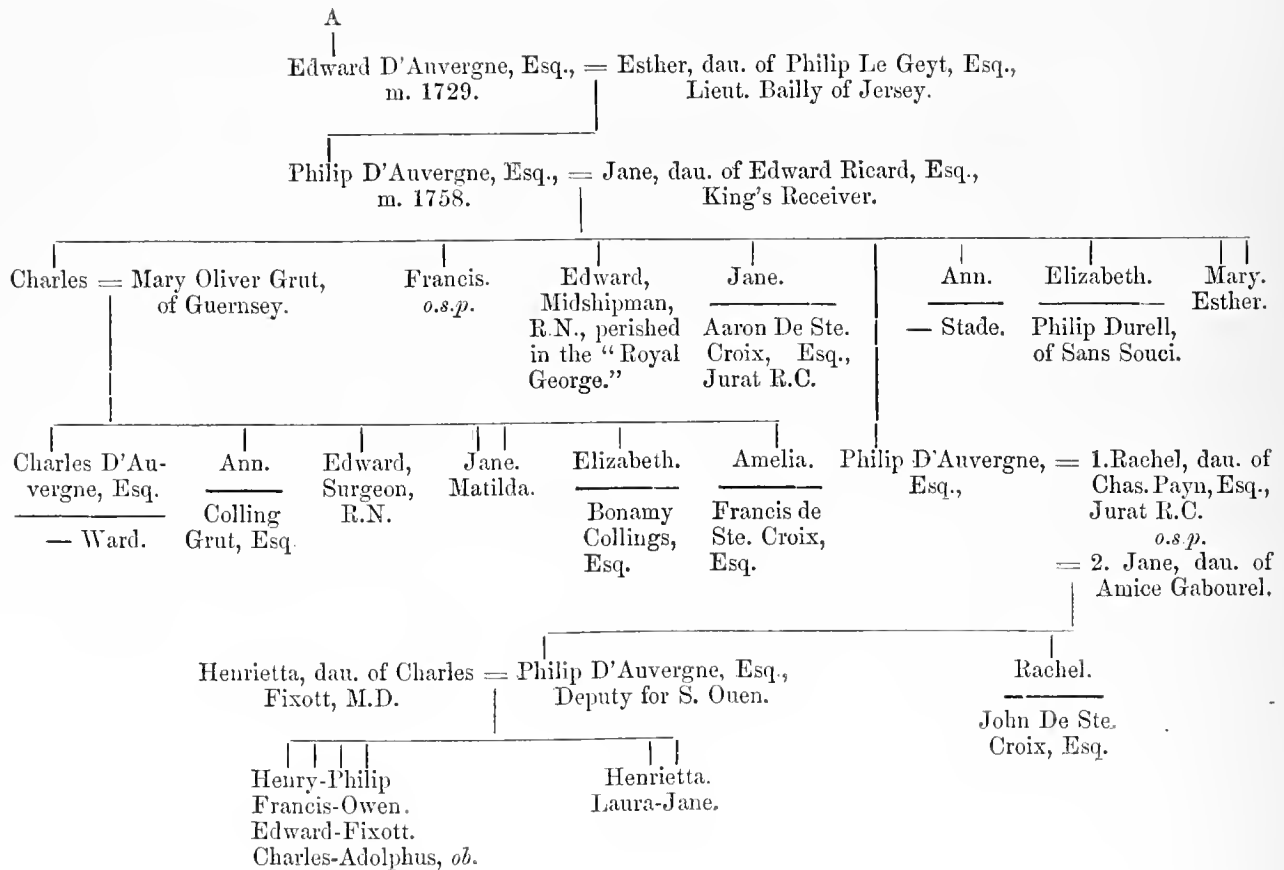 A
Edward D'Auvergne, Esq., = Esther, dau. of Philip Le Geyt, Esq.,
m. 1729. Lieut. Bailly of Jersey.
Philip D'Auvergne, Esq., = Jane, dau. of Edward Ricard, Esq.,
m. 1758. King's Receiver.
Charles = Mary Oliver Grut,
of Guernsey.
Francis.
o.s.p.
Edward,
Midshipman,
R.N., perished
in the "Royal
George."
Jane.
Aaron De Ste.
Croix, Esq.,
Jurat R.C.
Ann.
— Stade.
Elizabeth.
Philip Durell,
of Sans Souci.
Mary.
Esther.
Charles D'Au-
vergne, Esq.
— Ward.
Ann.
Colling
Grut, Esq
Edward,
Surgeon,
R.N.
Jane.
Matilda.
Elizabeth.
Bonamy
Collings,
Esq.
Amelia.
Francis de
Ste. Croix,
Esq.
Philip D'Auvergne, = 1.Rachel, dau. of
Esq., Chas. Payn, Esq.,
Jurat R.C.
o.s.p.
= 2. Jane, dau. of
Amice Gabourel.
Henrietta, dau. of Charles = Philip D'Auvergne, Esq.,
Fixott, M.D. Deputy for S. Ouen.
Rachel.
John De Ste.
Croix, Esq.
Henry-Philip
Francis-Owen.
Edward-Fixott.
Charles-Adolphus, ob.
Henrietta.
Laura-Jane.